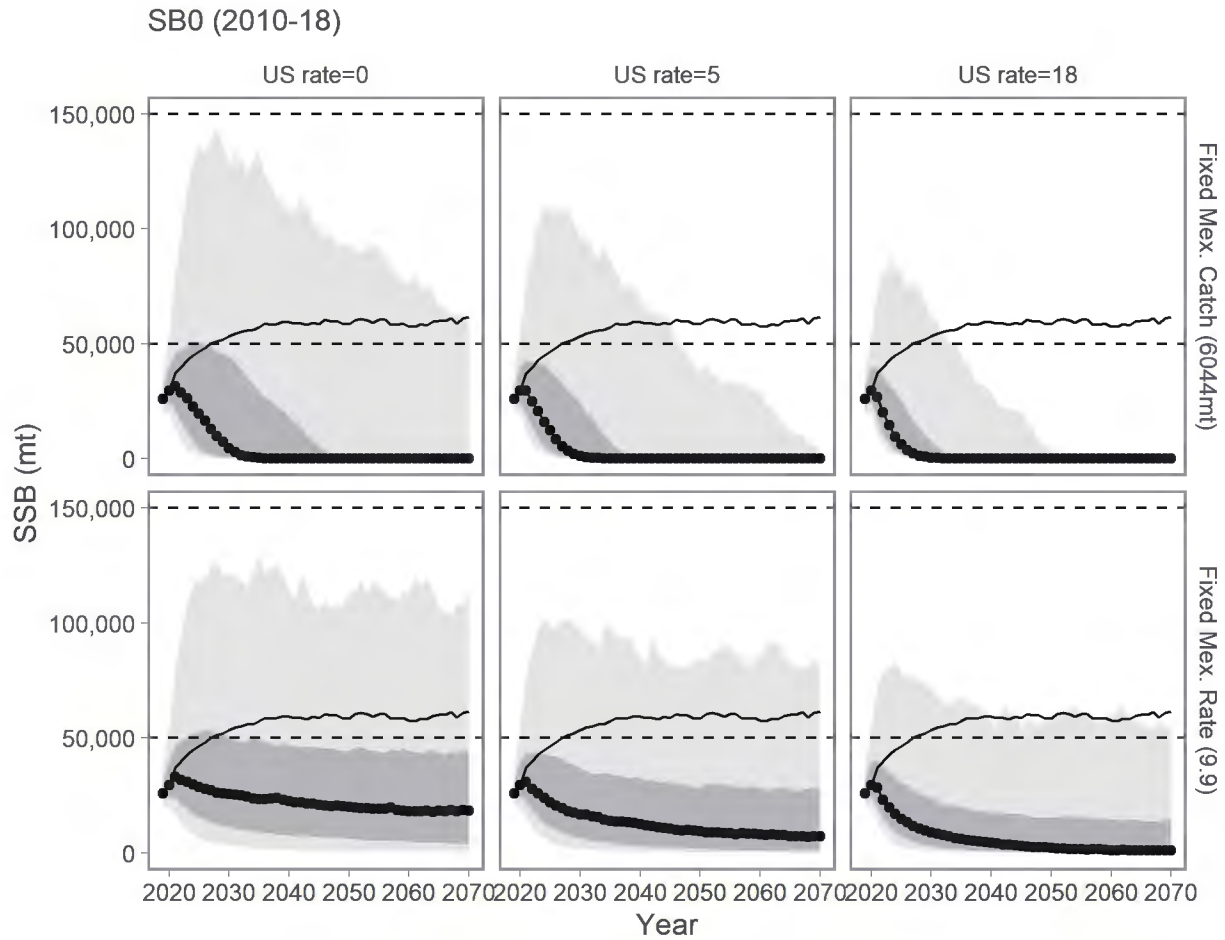 SB0 (2010-18)
US rate=0
US rate=5
US rate=18
150,000
100,000
50,000
0
Fixed Mex. Catch (6044mt)
SSB (mt)
150,000
100,000
50,000
0
Fixed Mex. Rate (9.9)
2020 2030 2040 2050 2060 2070
2020 2030 2040 2050 2060 2070
2020 2030 2040 2050 2060 2070
Year